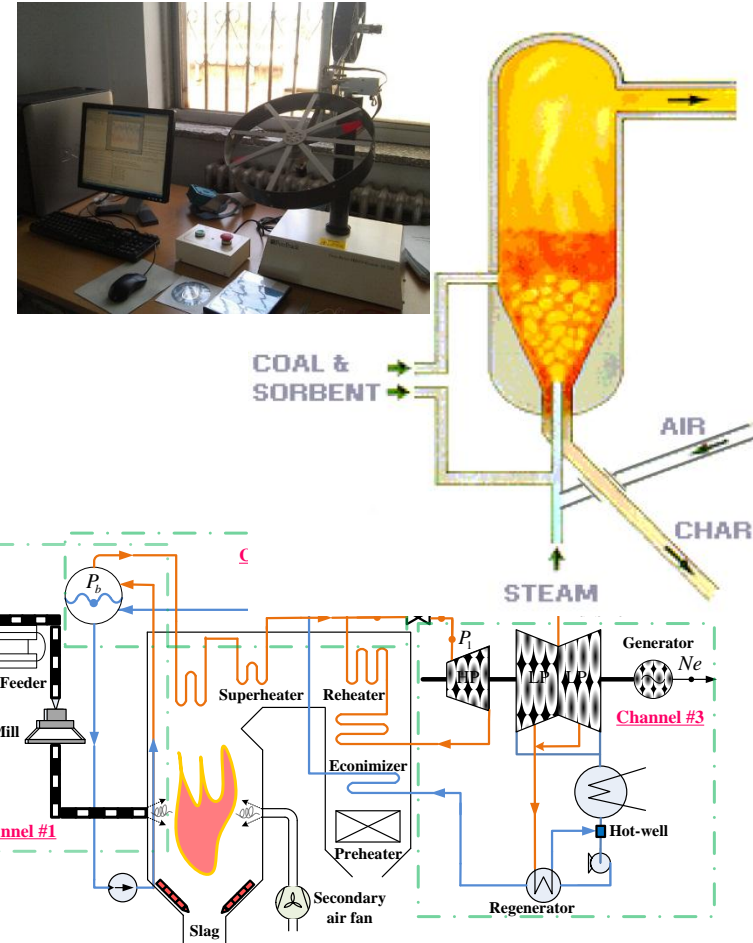 COAL &
SORBENT
AIR
CHAR
STEAM
C
P_b
Feeder
Mill
nnel #1
Superheater
Reheater
P_1
HP
LP
LP
Generator
Ne
Channel #3
Econimizer
Preheater
Hot-well
Regenerator
Secondary
air fan
Slag